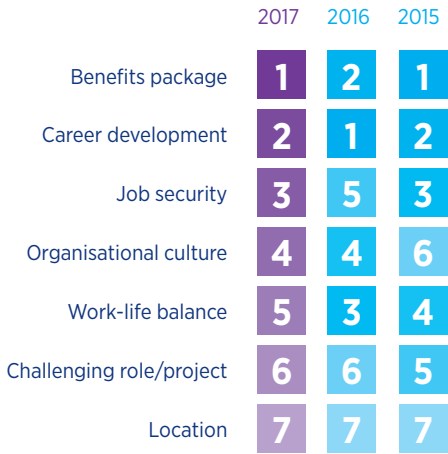 2017 2016 2015
Benefits package 1 2 1
Career development 2 1 2
Job security 3 5 3
Organisational culture 4 4 6
Work-life balance 5 3 4
Challenging role/project 6 6 5
Location 7 7 7